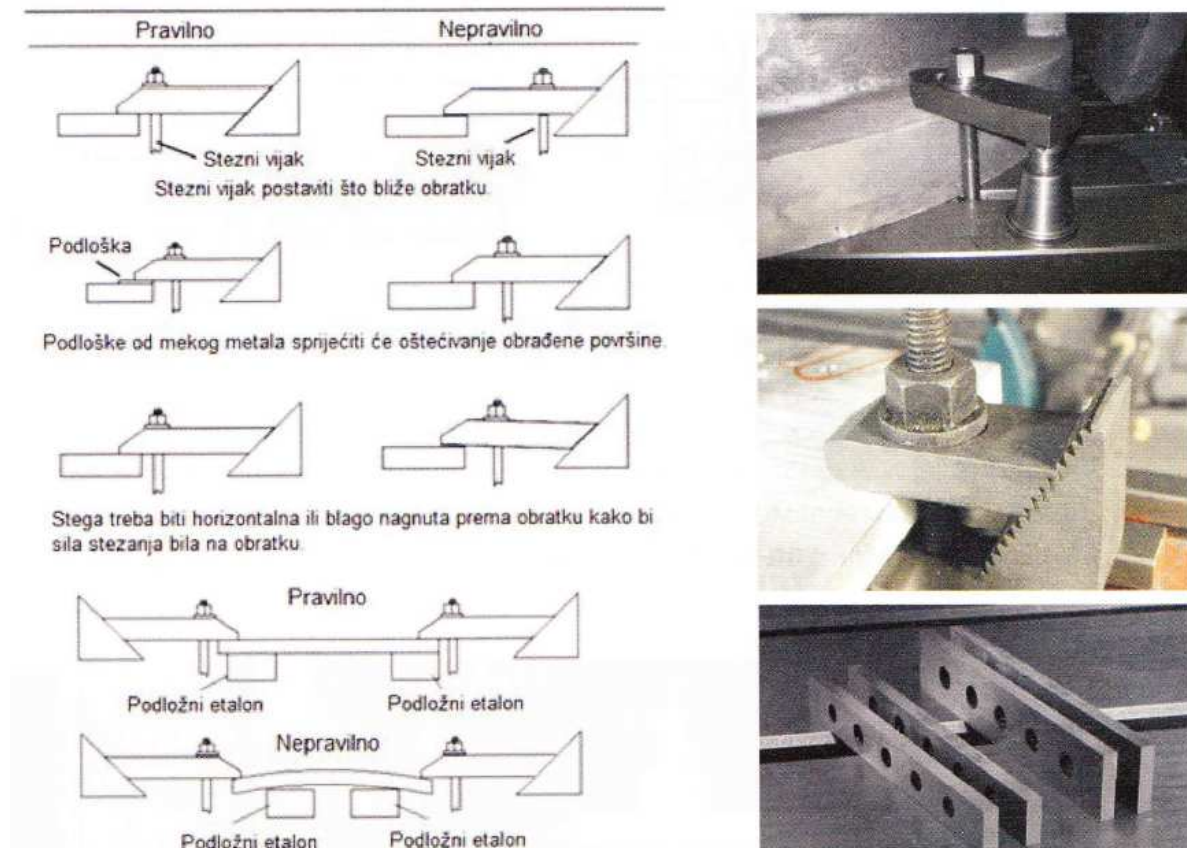 Pravilno Nepravilno
Stezni vijak Stezni vijak
Stezni vijak postaviti što bliže obratku.
Podloška
Podloške od mekog metala spriječiti će oštećivanje obrađene površine.
Stega treba biti horizontalna ili blago nagnuta prema obratku kako bi
sila stezanja bila na obratku.
Pravilno
Podložni etalon Podložni etalon
Nepravilno
Podložni etalon Podložni etalon